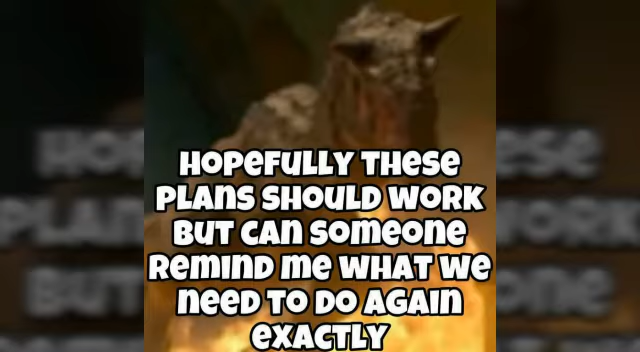 HOPEFULLY THESE
PLANS SHOULD WORK
BUT CAN SOMEONE
REMIND ME WHAT WE
NEED TO DO AGAIN
EXACTLY